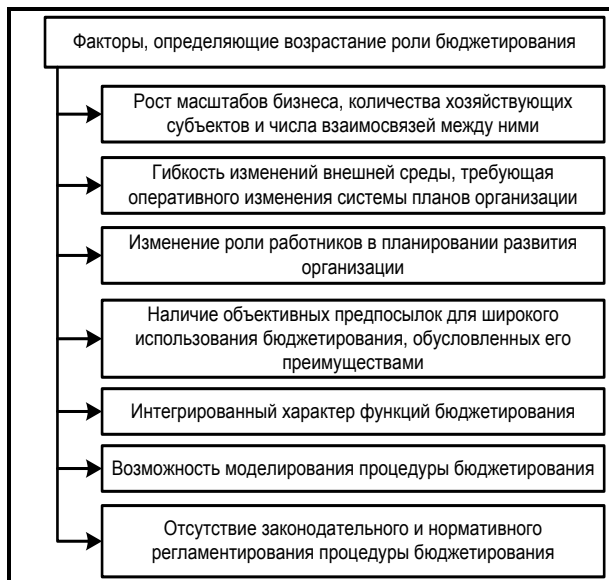 Факторы, определяющие возрастание роли бюджетирования
Рост масштабов бизнеса, количества хозяйствующих
субъектов и числа взаимосвязей между ними
Гибкость изменений внешней среды, требующая
оперативного изменения системы планов организации
Изменение роли работников в планировании развития
организации
Наличие объективных предпосылок для широкого
использования бюджетирования, обусловленных его
преимуществами
Интегрированный характер функций бюджетирования
Возможность моделирования процедуры бюджетирования
Отсутствие законодательного и нормативного
регламентирования процедуры бюджетирования